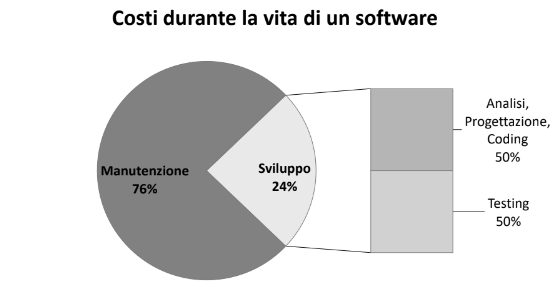 Costi durante la vita di un software
Manutenzione
76%
Sviluppo
24%
Analisi,
Progettazione,
Coding
50%
Testing
50%